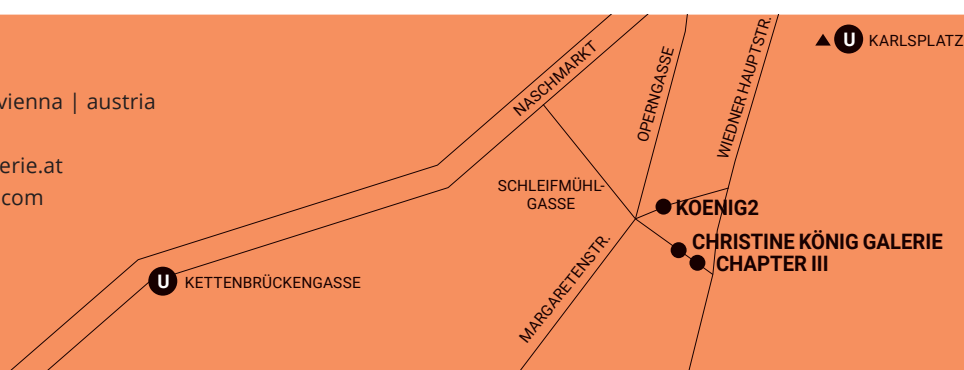 vienna | austria
erie.at
com
NASCHMARKT
OPERNGASSE
WIEDNER HAUPTSTR.
U KARLSPLATZ
SCHLEIFMÜHL-
GASSE
KOENIG2
CHRISTINE KÖNIG GALERIE
CHAPTER III
MARGARETENSTR.
U KETTENBRÜCKENGASSE